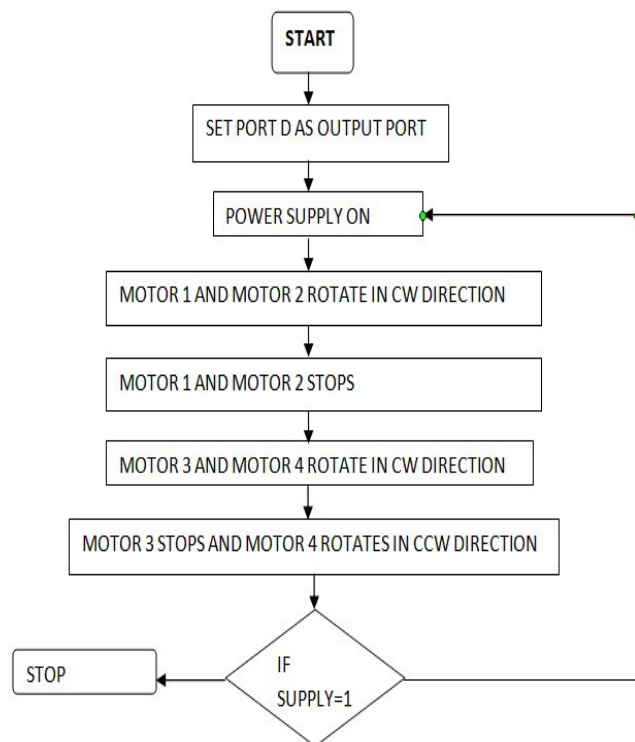 START
SET PORT D AS OUTPUT PORT
POWER SUPPLY ON
MOTOR 1 AND MOTOR 2 ROTATE IN CW DIRECTION
MOTOR 1 AND MOTOR 2 STOPS
MOTOR 3 AND MOTOR 4 ROTATE IN CW DIRECTION
MOTOR 3 STOPS AND MOTOR 4 ROTATES IN CCW DIRECTION
IF
SUPPLY=1
STOP